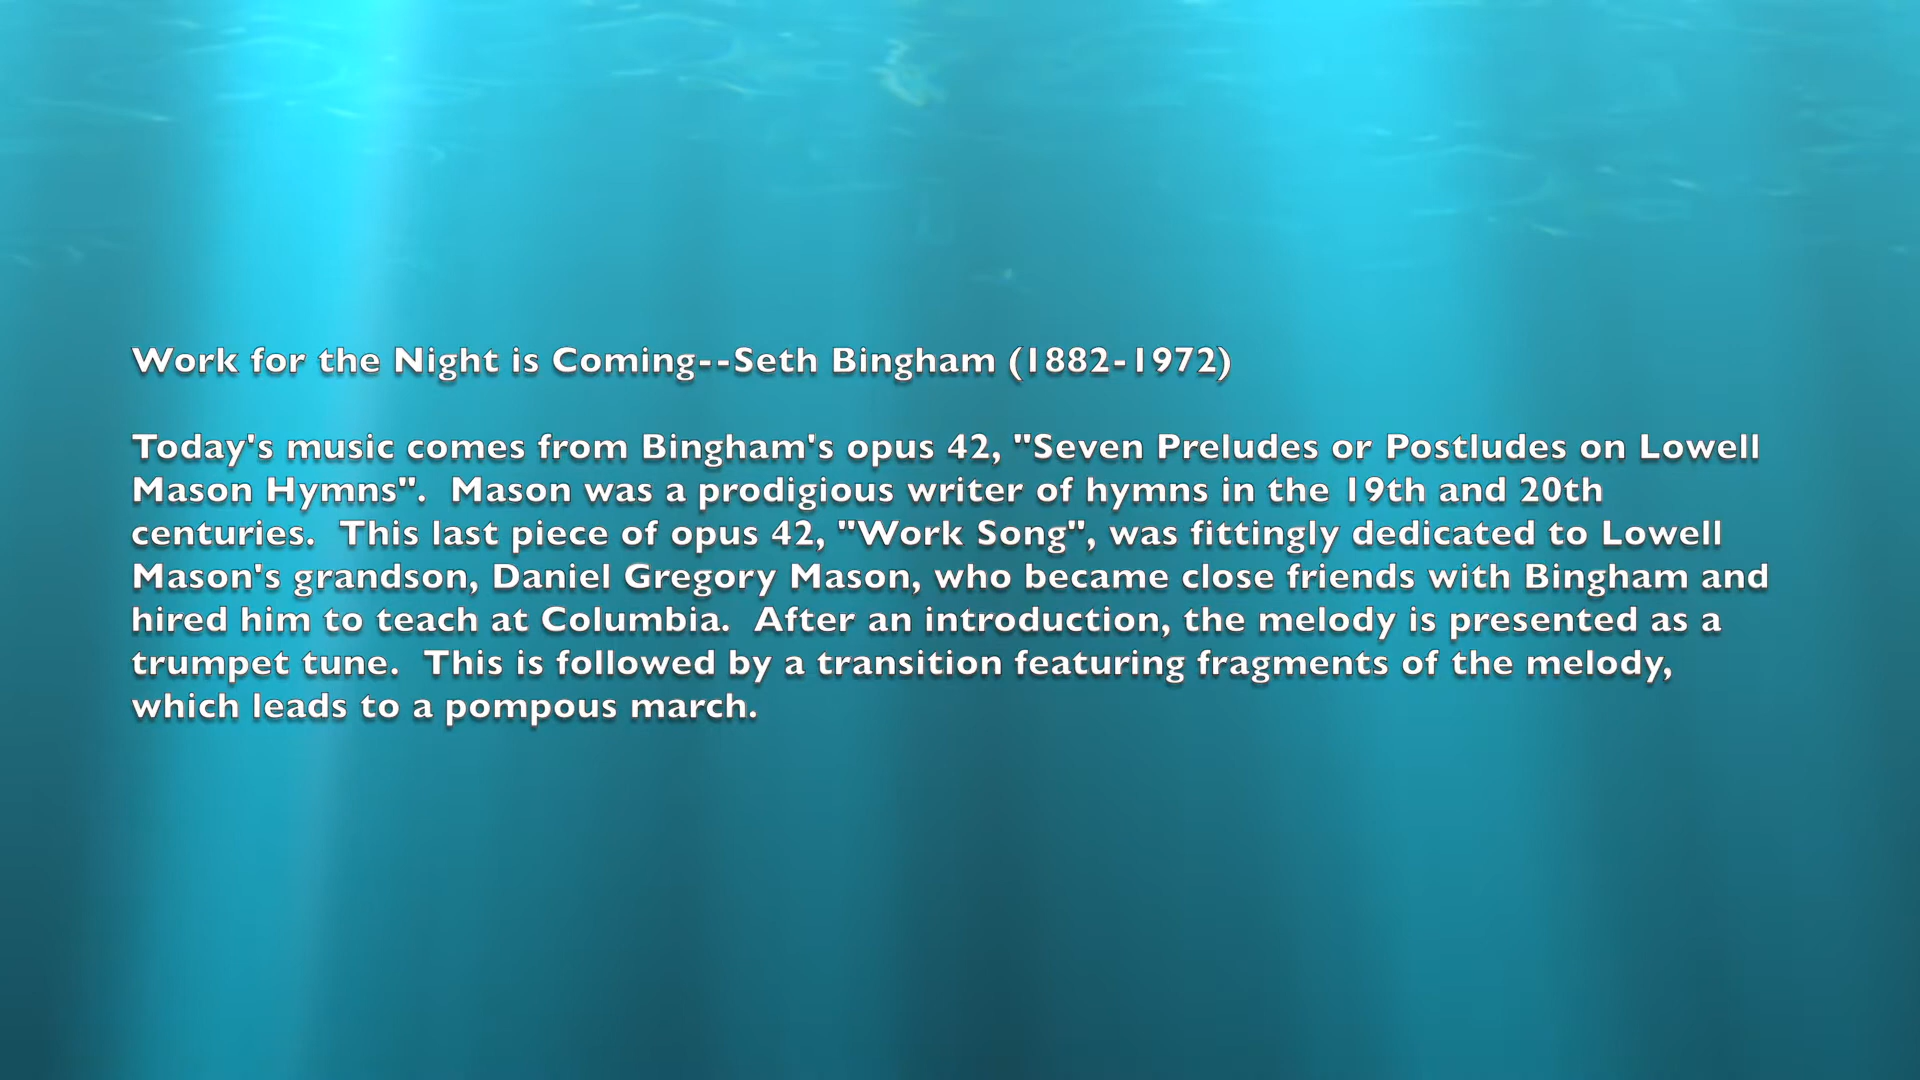 Work for the Night is Coming--Seth Bingham (1882-1972)
Today's music comes from Bingham's opus 42, "Seven Preludes or Postludes on Lowell
Mason Hymns".  Mason was a prodigious writer of hymns in the 19th and 20th
centuries.  This last piece of opus 42, "Work Song", was fittingly dedicated to Lowell
Mason's grandson, Daniel Gregory Mason, who became close friends with Bingham and
hired him to teach at Columbia.  After an introduction, the melody is presented as a
trumpet tune.  This is followed by a transition featuring fragments of the melody,
which leads to a pompous march.